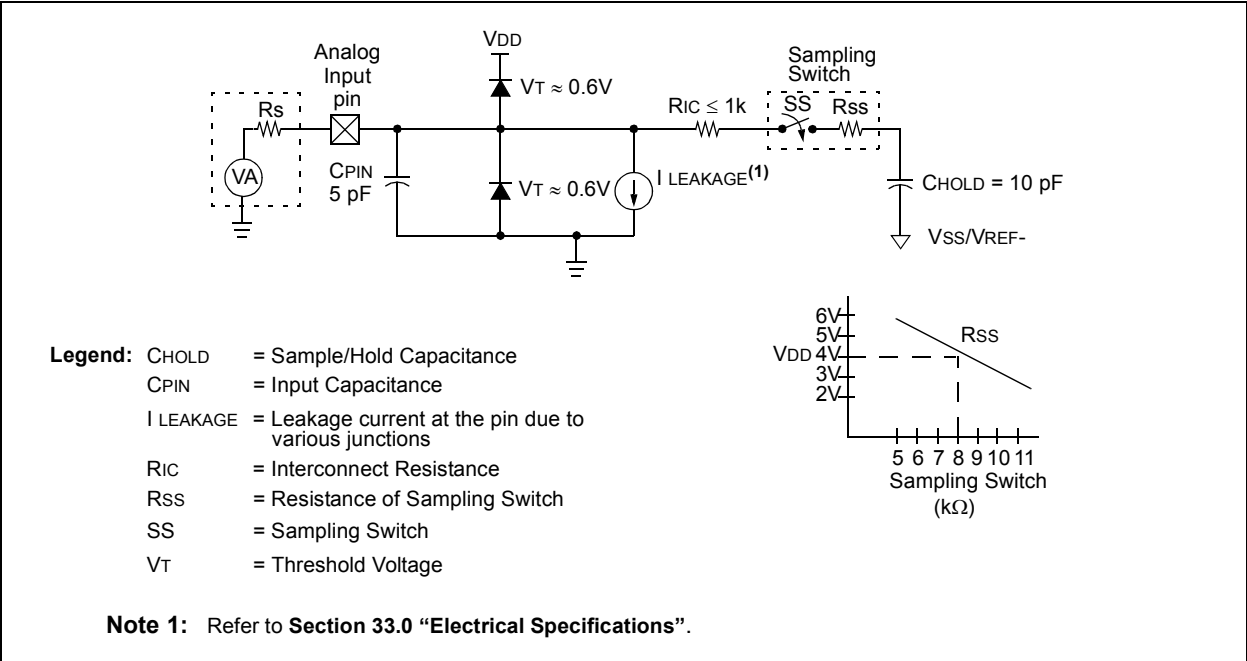 Analog
Input
pin
VDD
VT ≈ 0.6V
Sampling
Switch
Rs
RIC ≤ 1k
SS
Rss
VA
CPIN
5 pF
VT ≈ 0.6V
I LEAKAGE(1)
CHOLD = 10 pF
VSS/VREF-
Legend: CHOLD = Sample/Hold Capacitance
CPIN = Input Capacitance
I LEAKAGE = Leakage current at the pin due to
various junctions
RIC = Interconnect Resistance
RSS = Resistance of Sampling Switch
SS = Sampling Switch
VT = Threshold Voltage
6V
5V
VDD 4V
3V
2V
RSS
5 6 7 8 9 10 11
Sampling Switch
(kΩ)
Note 1: Refer to Section 33.0 “Electrical Specifications”.